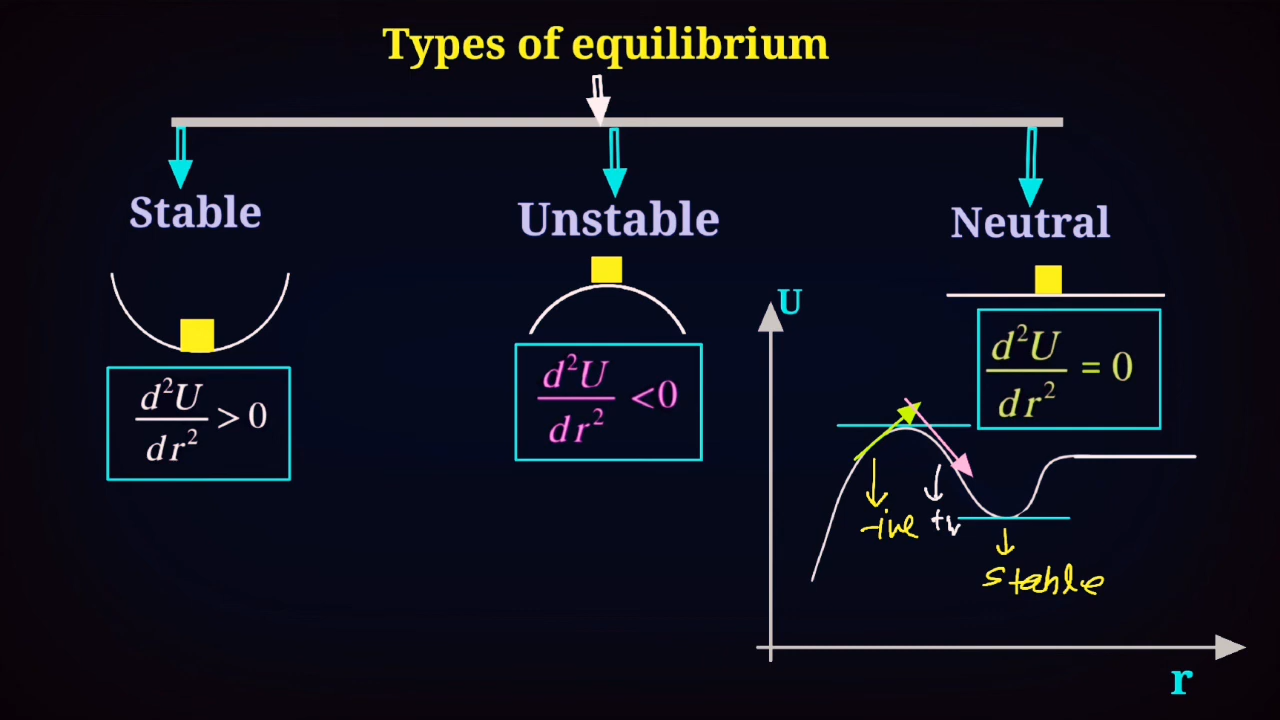 Types of equilibrium
Stable
Unstable
Neutral
d²U/dr² > 0
d²U/dr² <0
d²U/dr² = 0
U
-ive
stable
r